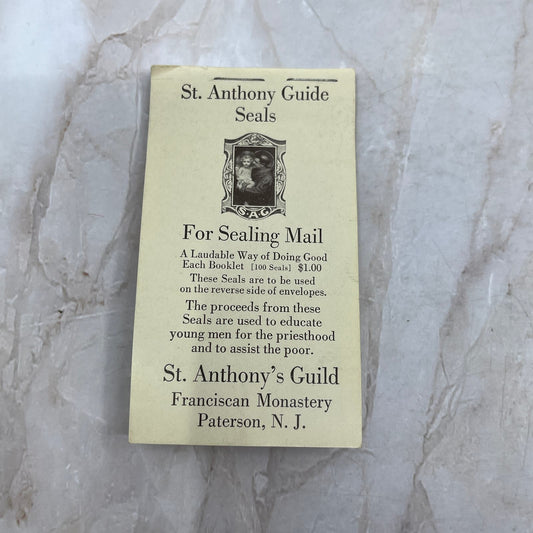 St. Anthony Guide
Seals
S.A.G.
For Sealing Mail
A Laudable Way of Doing Good
Each Booklet [100 Seals] $1.00
These Seals are to be used
on the reverse side of envelopes.
The proceeds from these
Seals are used to educate
young men for the priesthood
and to assist the poor.
St. Anthony's Guild
Franciscan Monastery
Paterson, N. J.